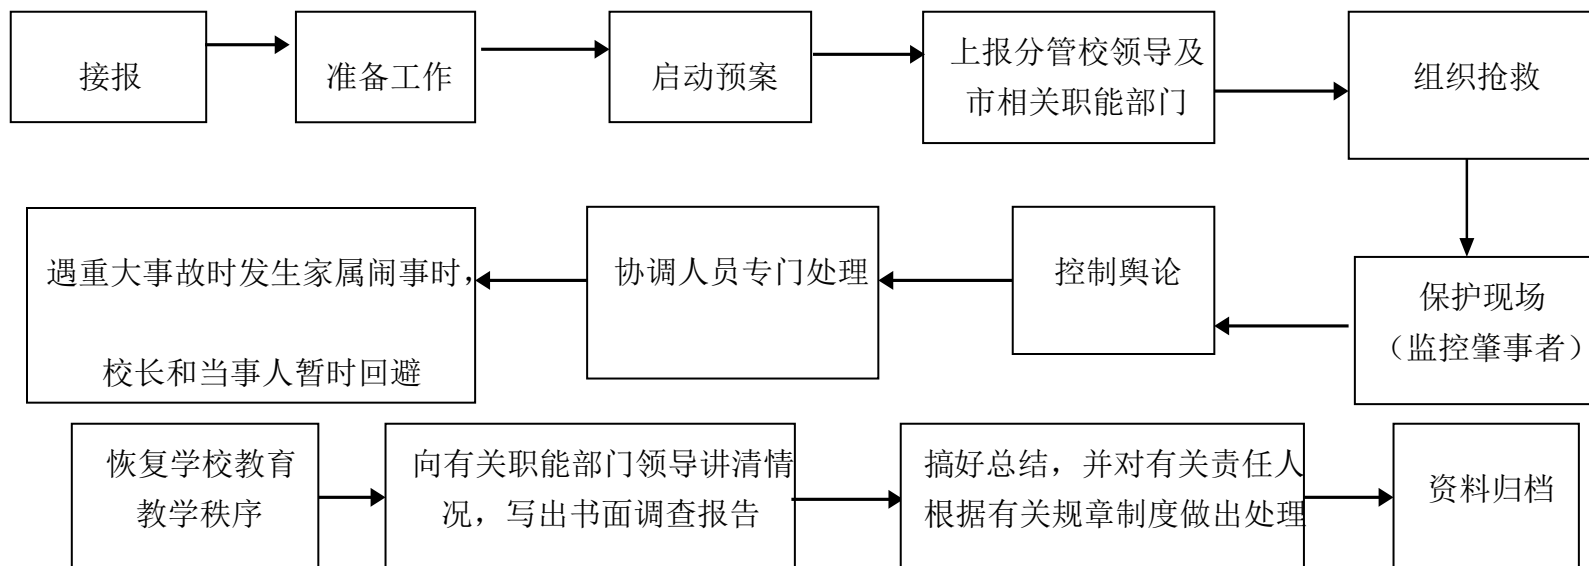 接报
准备工作
启动预案
上报分管校领导及
市相关职能部门
组织抢救
保护现场
（监控肇事者）
控制舆论
协调人员专门处理
遇重大事故时发生家属闹事时，
校长和当事人暂时回避
恢复学校教育
教学秩序
向有关职能部门领导讲清情
况，写出书面调查报告
搞好总结，并对有关责任人
根据有关规章制度做出处理
资料归档